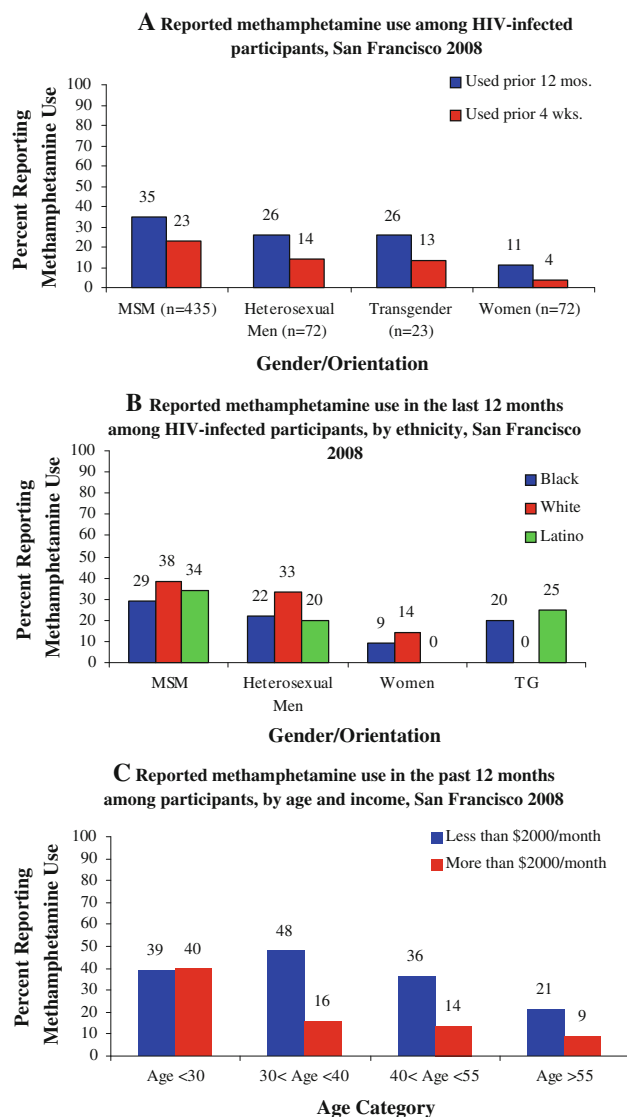 A Reported methamphetamine use among HIV-infected
participants, San Francisco 2008
Percent Reporting
Methamphetamine Use
100
90
80
70
60
50
40
30
20
10
0
Used prior 12 mos.
Used prior 4 wks.
35
23
26
14
26
13
11
4
MSM (n=435)
Heterosexual
Men (n=72)
Transgender
(n=23)
Women (n=72)
Gender/Orientation
B Reported methamphetamine use in the last 12 months
among HIV-infected participants, by ethnicity, San Francisco
2008
Percent Reporting
Methamphetamine Use
100
90
80
70
60
50
40
30
20
10
0
Black
White
Latino
29
38
34
22
33
20
9
14
0
20
0
25
MSM
Heterosexual
Men
Women
TG
Gender/Orientation
C Reported methamphetamine use in the past 12 months
among participants, by age and income, San Francisco 2008
Percent Reporting
Methamphetamine Use
100
90
80
70
60
50
40
30
20
10
0
Less than $2000/month
More than $2000/month
39
40
48
16
36
14
21
9
Age <30
30< Age <40
40< Age <55
Age >55
Age Category